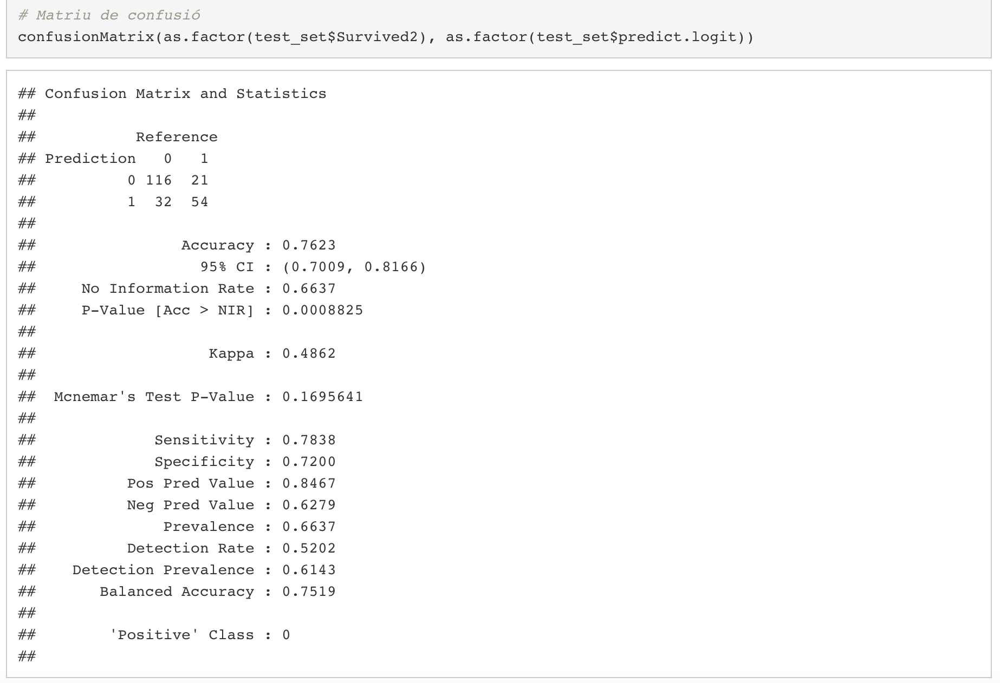 # Matriu de confusió
confusionMatrix(as.factor(test_set$Survived2), as.factor(test_set$predict.logit))
## Confusion Matrix and Statistics
##
##           Reference
## Prediction   0   1
##          0 116  21
##          1  32  54
##
##                Accuracy : 0.7623
##                  95% CI : (0.7009, 0.8166)
##     No Information Rate : 0.6637
##     P-Value [Acc > NIR] : 0.0008825
##
##                   Kappa : 0.4862
##
##  Mcnemar's Test P-Value : 0.1695641
##
##             Sensitivity : 0.7838
##             Specificity : 0.7200
##          Pos Pred Value : 0.8467
##          Neg Pred Value : 0.6279
##              Prevalence : 0.6637
##          Detection Rate : 0.5202
##    Detection Prevalence : 0.6143
##       Balanced Accuracy : 0.7519
##
##        'Positive' Class : 0
##